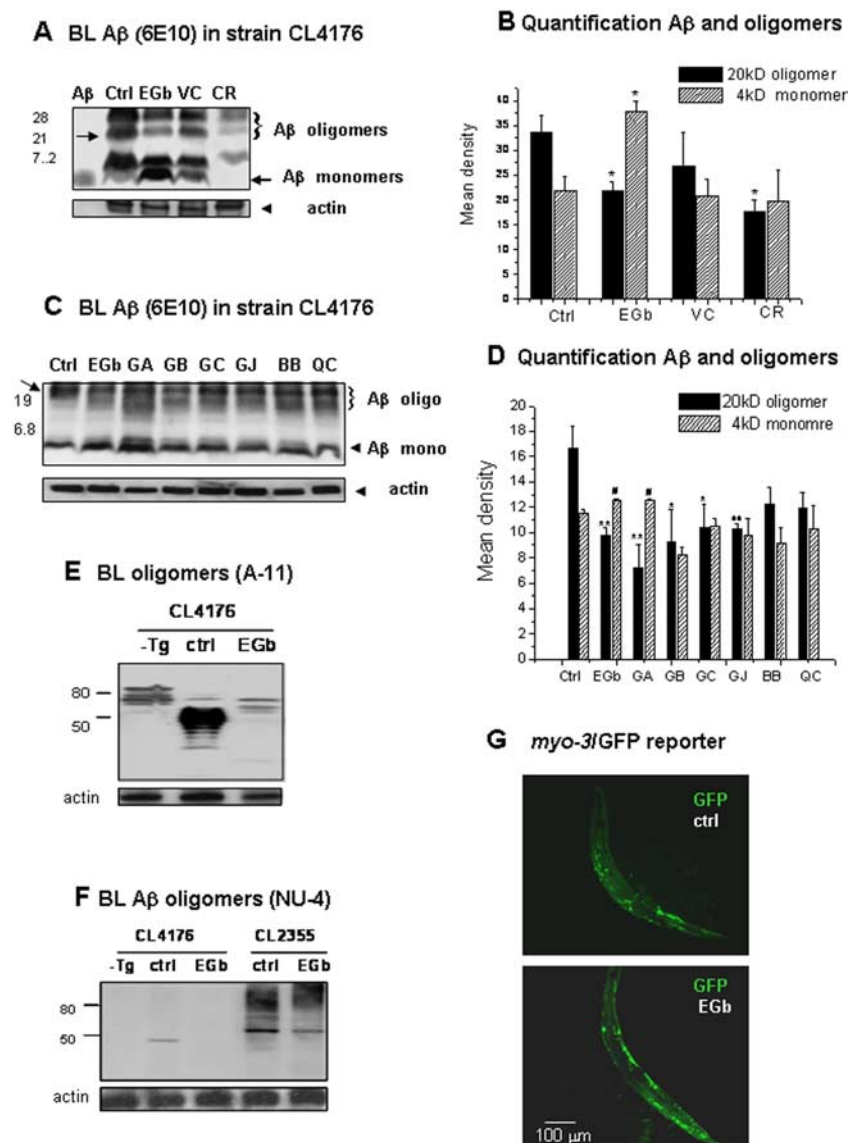 A BL Aβ (6E10) in strain CL4176
Aβ Ctrl EGb VC CR
28
21
7..2
Aβ oligomers
Aβ monomers
actin
B Quantification Aβ and oligomers
20kD oligomer
4kD monomer
Mean density
40
35
30
25
20
15
10
5
0
* * *
Ctrl EGb VC CR
C BL Aβ (6E10) in strain CL4176
Ctrl EGb GA GB GC GJ BB QC
19
6.8
Aβ oligo
Aβ mono
actin
D Quantification Aβ and oligomers
20kD oligomer
4kD monomre
Mean density
20
18
16
14
12
10
8
6
4
2
0
** # ** # * * **
Ctrl EGb GA GB GC GJ BB QC
E BL oligomers (A-11)
CL4176
-Tg ctrl EGb
80
50
actin
F BL Aβ oligomers (NU-4)
CL4176 CL2355
-Tg ctrl EGb ctrl EGb
80
50
actin
G myo-3/GFP reporter
GFP
ctrl
GFP
EGb
100 μm